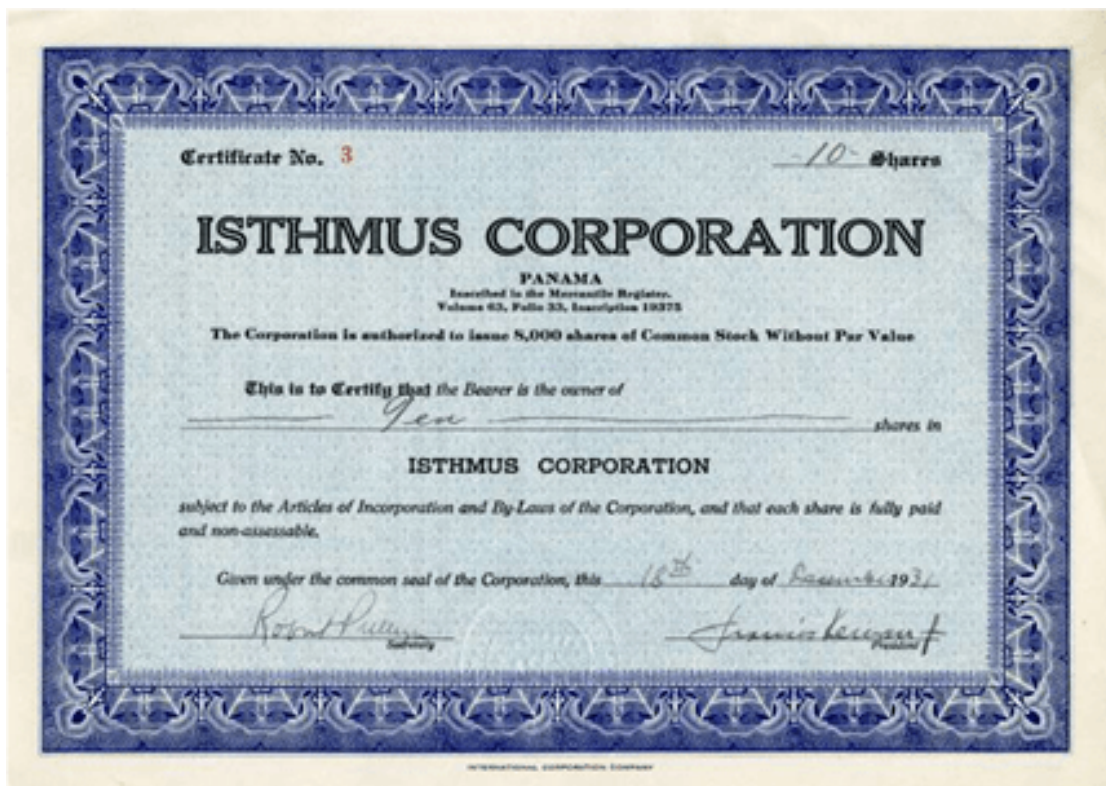 Certificate No. 3
-10- Shares
ISTHMUS CORPORATION
PANAMA
Inscribed in the Mercantile Register.
Volume 63, Folio 33, Inscription 19375
The Corporation is authorized to issue 8,000 shares of Common Stock Without Par Value
This is to Certify that the Bearer is the owner of
Ten shares in
ISTHMUS CORPORATION
subject to the Articles of Incorporation and By-Laws of the Corporation, and that each share is fully paid
and non-assessable.
Given under the common seal of the Corporation, this 18th day of December 1931
Robert
Secretary
Francis
President
INTERNATIONAL CORPORATION COMPANY